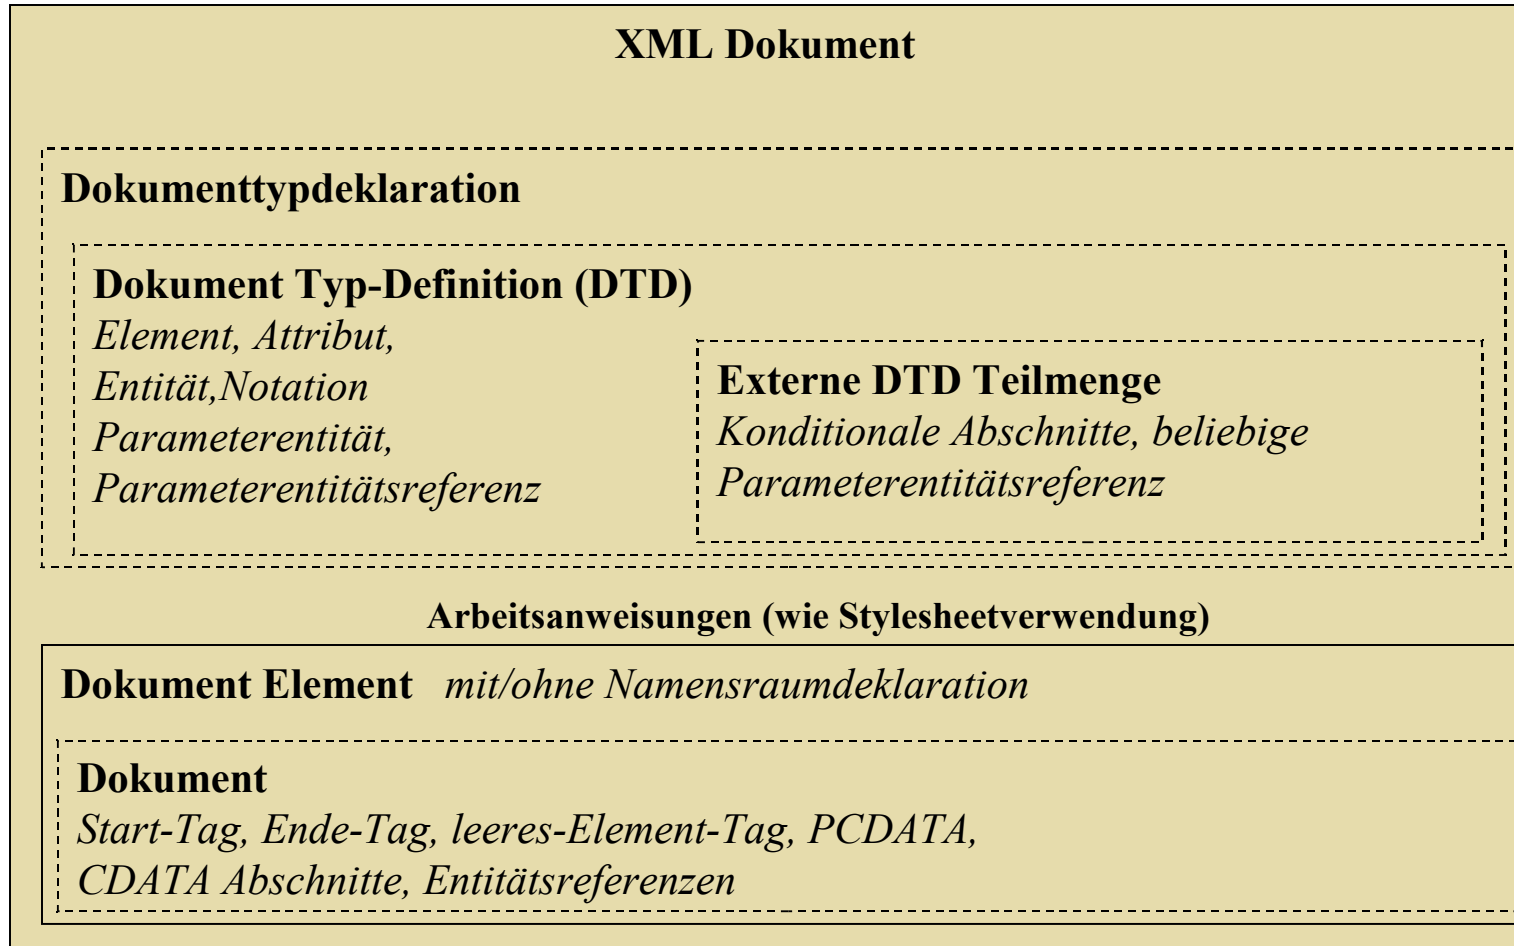 XML Dokument
Dokumenttypdeklaration
Dokument Typ-Definition (DTD)
Element, Attribut,
Entität,Notation
Parameterentität,
Parameterentitätsreferenz
Externe DTD Teilmenge
Konditionale Abschnitte, beliebige
Parameterentitätsreferenz
Arbeitsanweisungen (wie Stylesheetverwendung)
Dokument Element mit/ohne Namensraumdeklaration
Dokument
Start-Tag, Ende-Tag, leeres-Element-Tag, PCDATA,
CDATA Abschnitte, Entitätsreferenzen